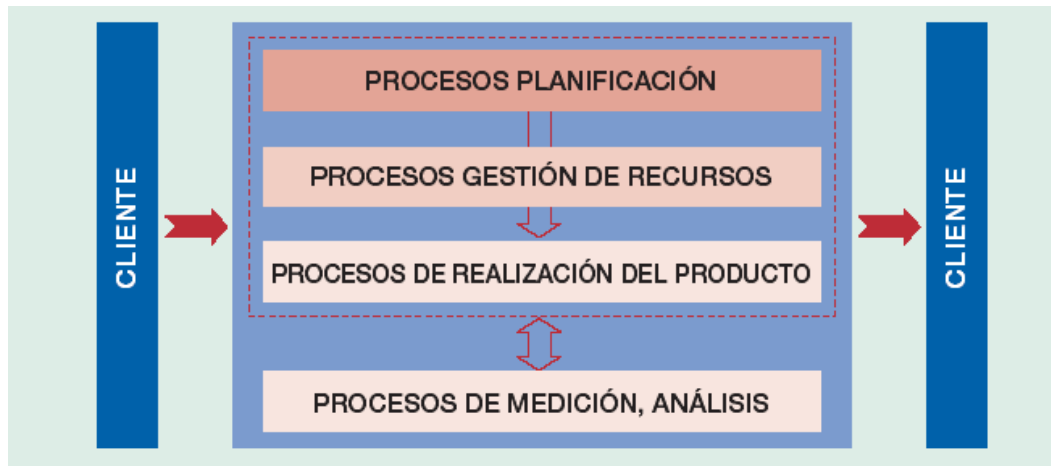 CLIENTE
PROCESOS PLANIFICACIÓN
PROCESOS GESTIÓN DE RECURSOS
PROCESOS DE REALIZACIÓN DEL PRODUCTO
PROCESOS DE MEDICIÓN, ANÁLISIS
CLIENTE